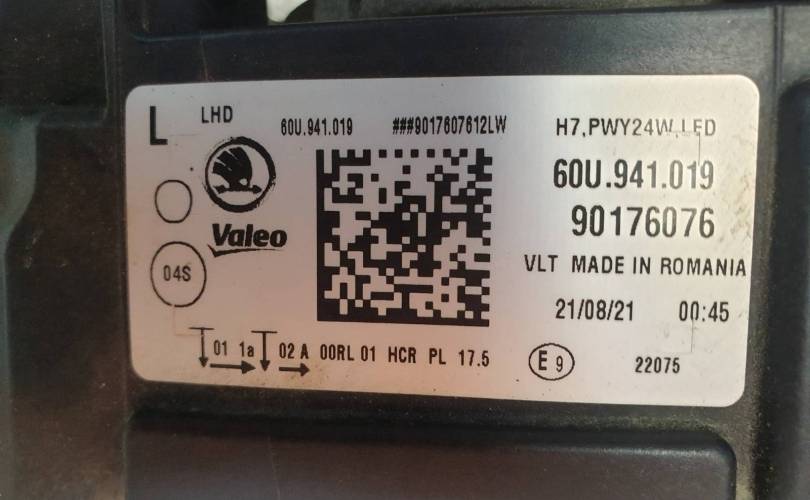 L LHD 60U.941.019 ###9017607612LW H7,PWY24W,LED
60U.941.019
90176076
Valeo
VLT MADE IN ROMANIA
04S
21/08/21 00:45
01 1a 02 A 00RL 01 HCR PL 17.5 E9 22075